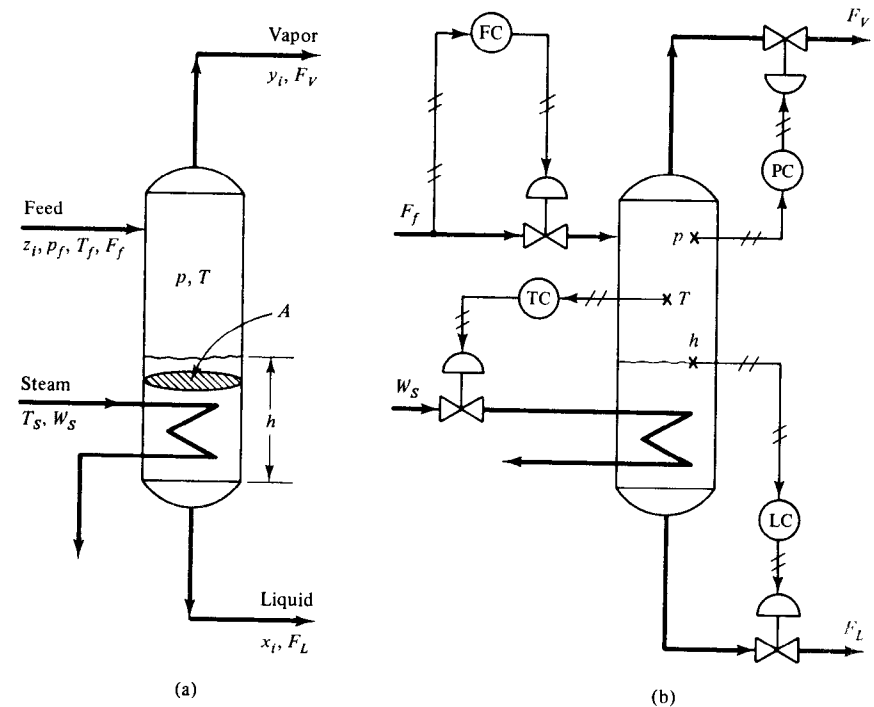 Vapor
y_i, F_V
Feed
z_i, p_f, T_f, F_f
p, T
A
Steam
T_S, W_S
h
Liquid
x_i, F_L
(a)
FC
F_V
PC
F_f
p
TC
T
h
W_S
LC
F_L
(b)